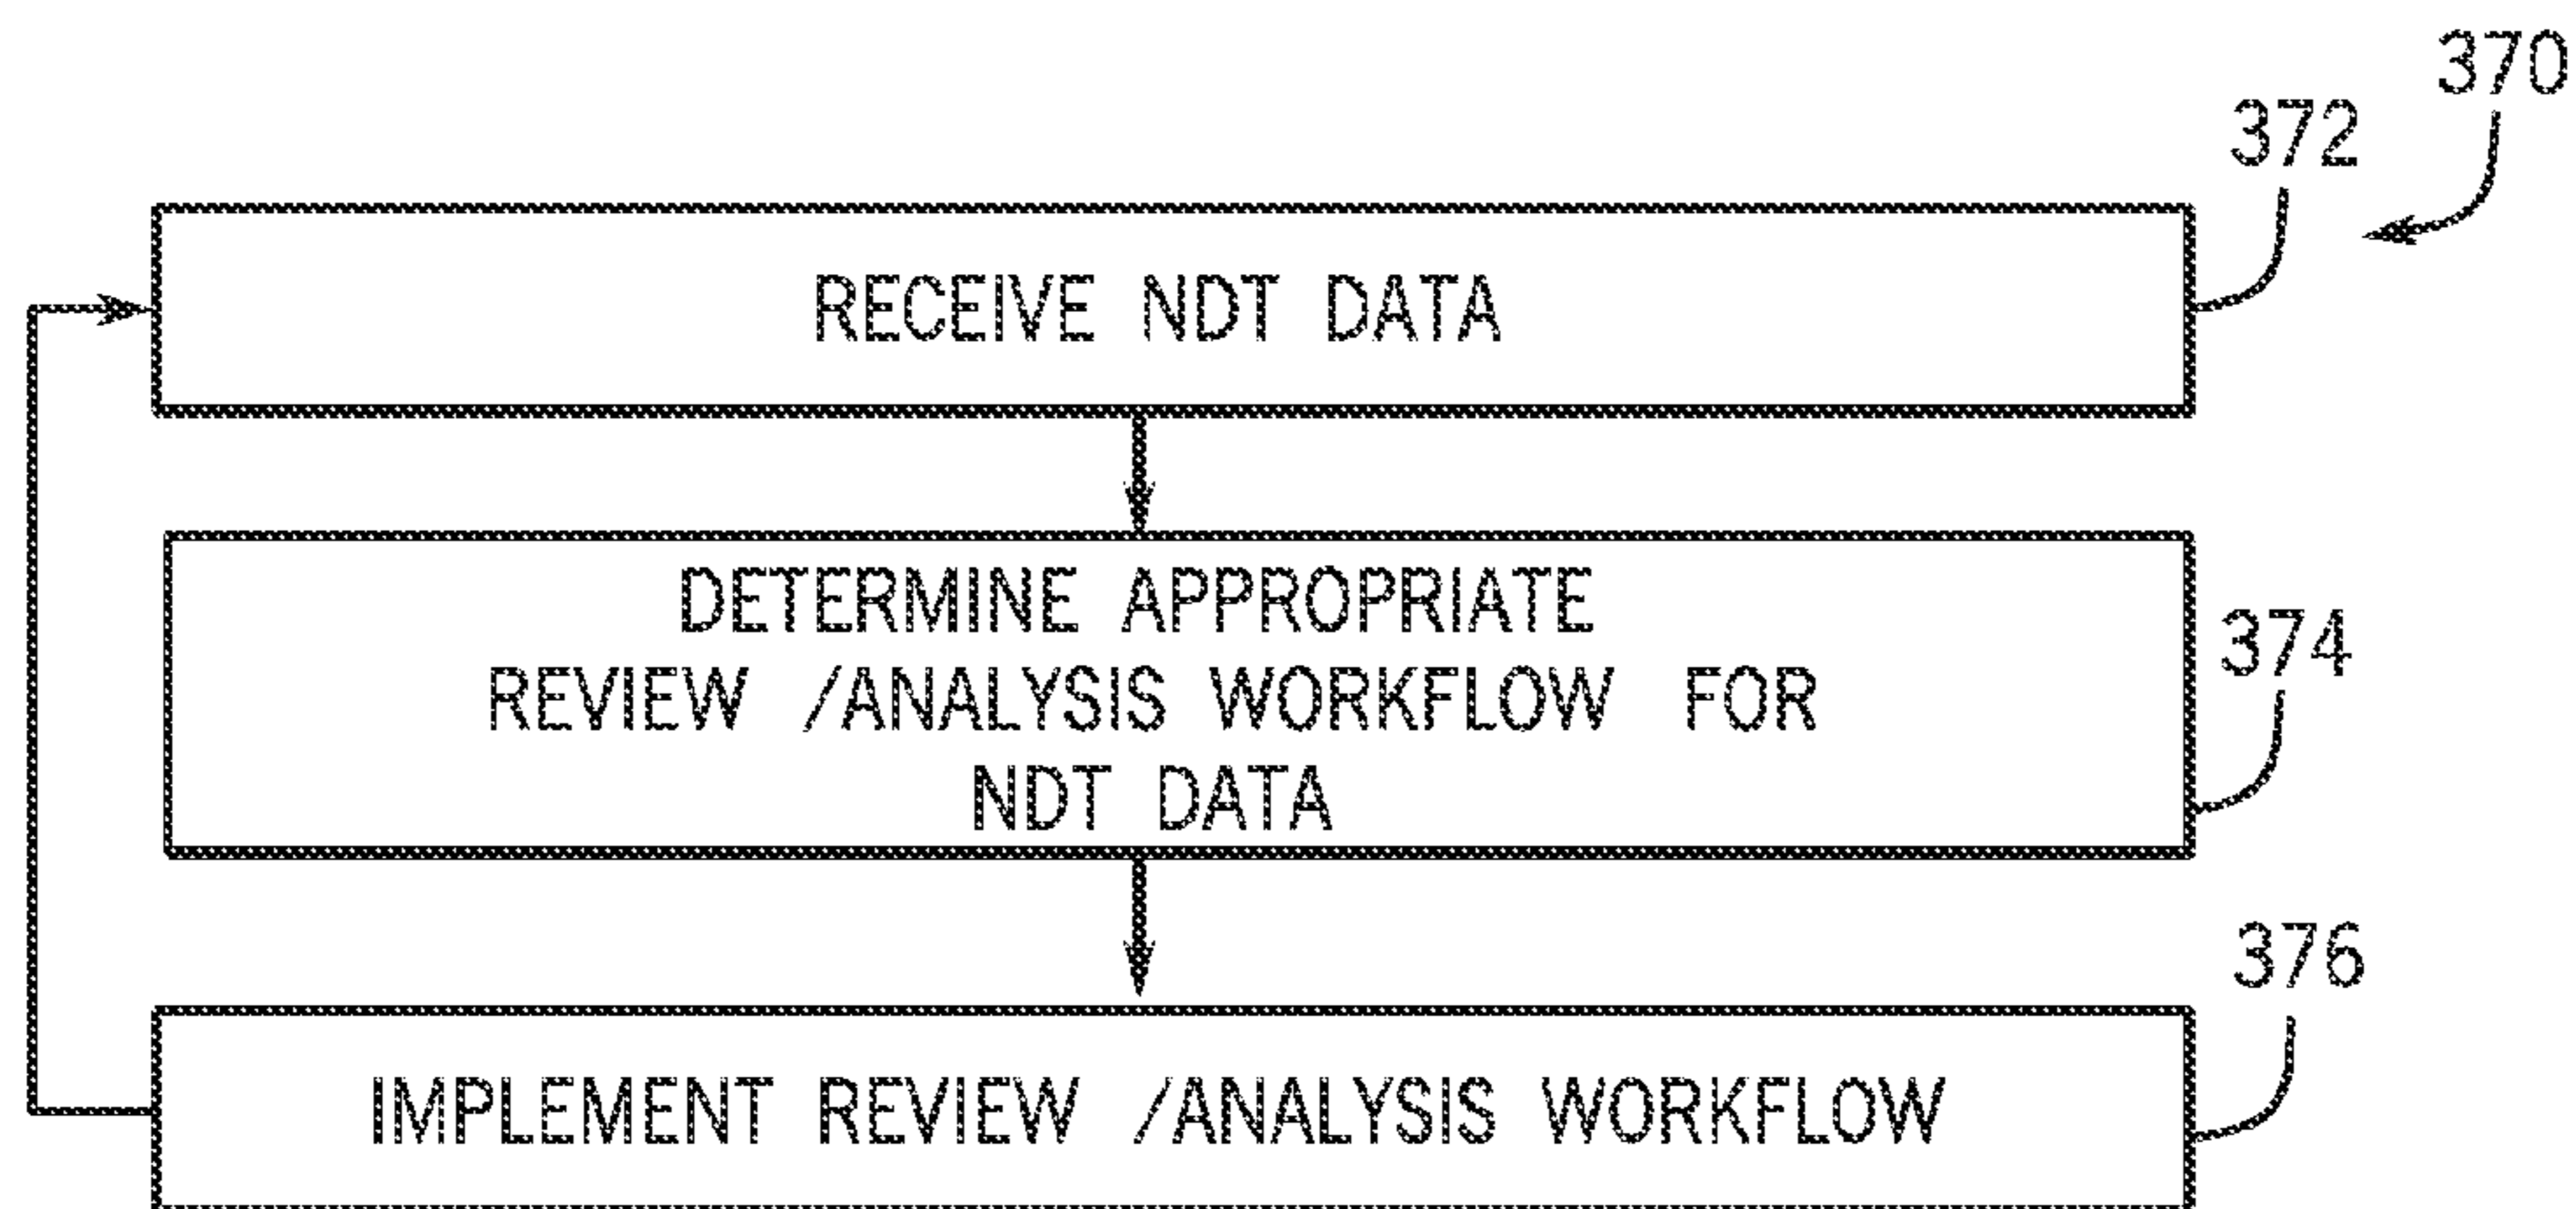 370
372
RECEIVE NDT DATA
DETERMINE APPROPRIATE
REVIEW /ANALYSIS WORKFLOW FOR
NDT DATA
374
376
IMPLEMENT REVIEW /ANALYSIS WORKFLOW